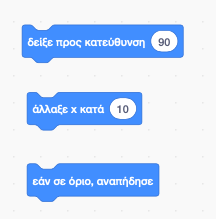 δείξε προς κατεύθυνση 90
άλλαξε x κατά 10
εάν σε όριο, αναπήδησε